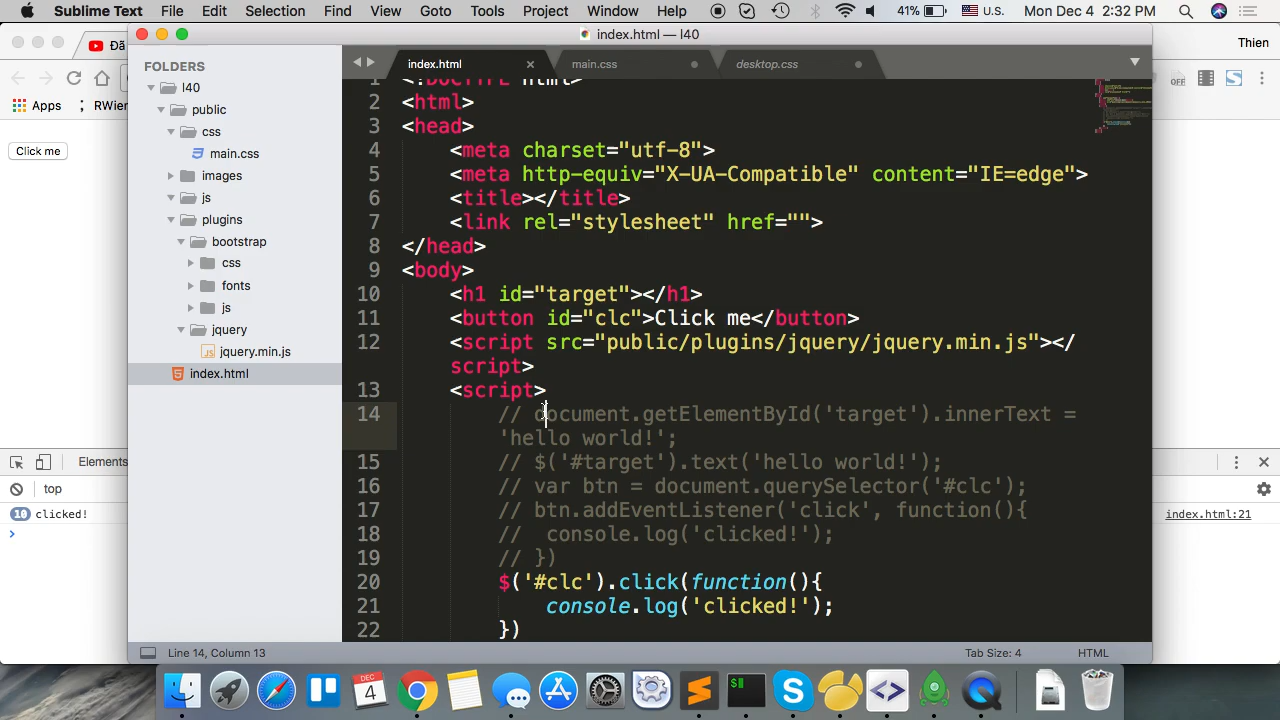 Sublime Text File Edit Selection Find View Goto Tools Project Window Help 41% U.S. Mon Dec 4 2:32 PM
index.html — l40
Đã
Thien
Apps
RWier
OFF
Click me
FOLDERS
l40
public
css
main.css
images
js
plugins
bootstrap
css
fonts
js
jquery
jquery.min.js
index.html
index.html main.css desktop.css
1 <!DOCTYPE html>
2 <html>
3 <head>
4 <meta charset="utf-8">
5 <meta http-equiv="X-UA-Compatible" content="IE=edge">
6 <title></title>
7 <link rel="stylesheet" href="">
8 </head>
9 <body>
10 <h1 id="target"></h1>
11 <button id="clc">Click me</button>
12 <script src="public/plugins/jquery/jquery.min.js"></
script>
13 <script>
14 // document.getElementById('target').innerText =
'hello world!';
15 // $('#target').text('hello world!');
16 // var btn = document.querySelector('#clc');
17 // btn.addEventListener('click', function(){
18 // console.log('clicked!');
19 // })
20 $('#clc').click(function(){
21 console.log('clicked!');
22 })
Elements
top
10 clicked!
index.html:21
Line 14, Column 13 Tab Size: 4 HTML
DEC
4
$